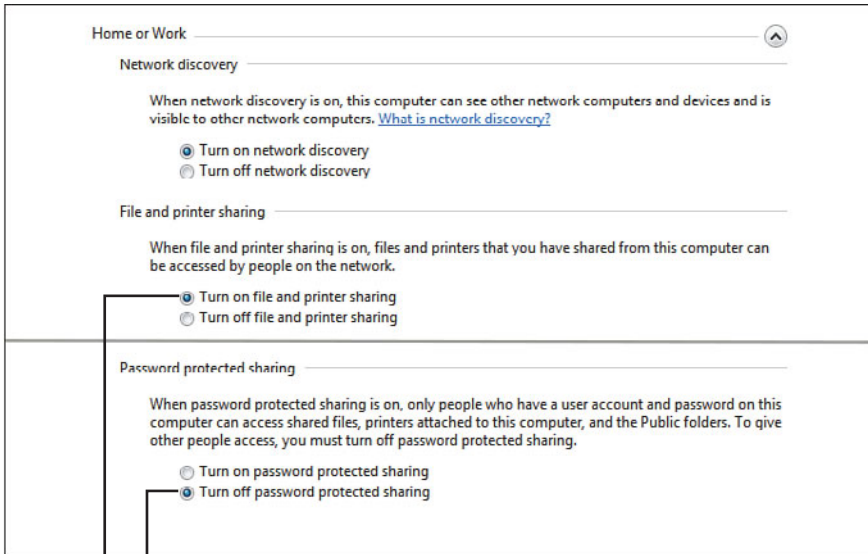 Home or Work
Network discovery
When network discovery is on, this computer can see other network computers and devices and is
visible to other network computers. What is network discovery?
Turn on network discovery
Turn off network discovery
File and printer sharing
When file and printer sharing is on, files and printers that you have shared from this computer can
be accessed by people on the network.
Turn on file and printer sharing
Turn off file and printer sharing
Password protected sharing
When password protected sharing is on, only people who have a user account and password on this
computer can access shared files, printers attached to this computer, and the Public folders. To give
other people access, you must turn off password protected sharing.
Turn on password protected sharing
Turn off password protected sharing